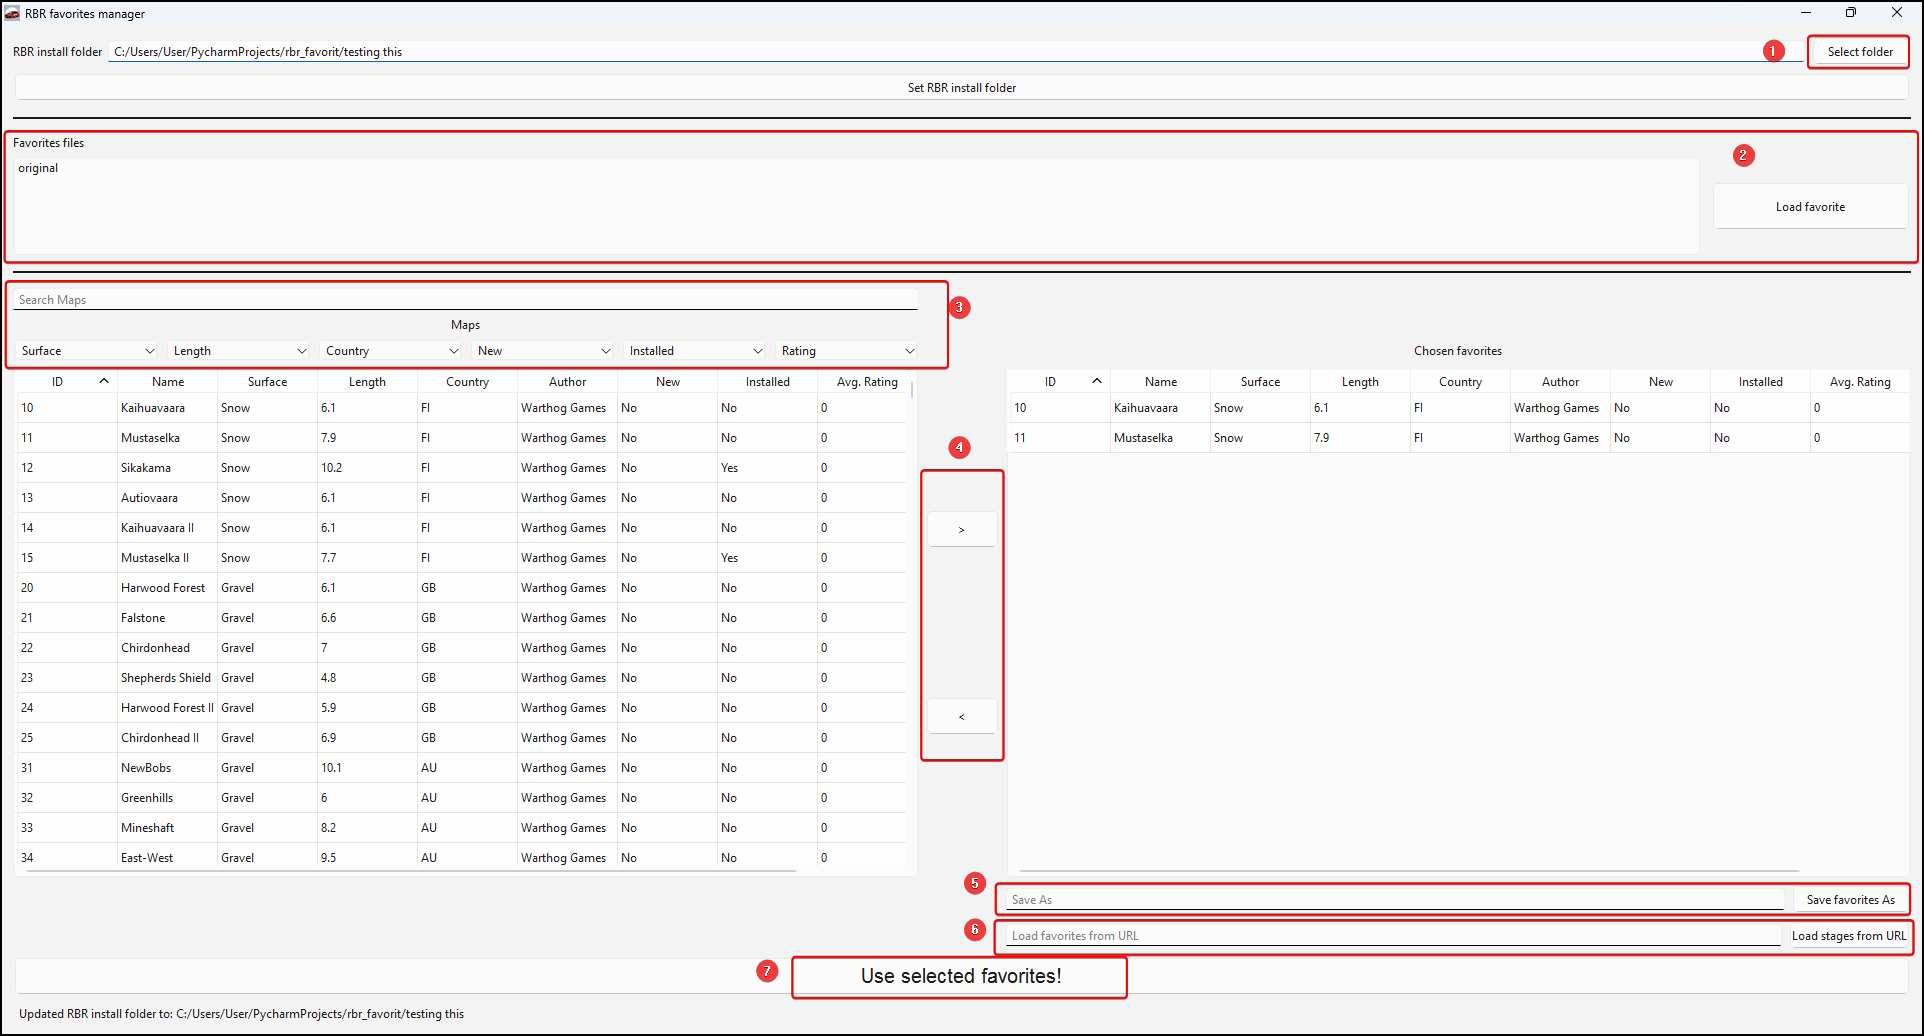 RBR favorites manager
RBR install folder C:/Users/User/PycharmProjects/rbr_favorit/testing this 1 Select folder
Set RBR install folder
Favorites files
original
2
Load favorite
Search Maps
3
Maps
Surface Length Country New Installed Rating
Chosen favorites
ID Name Surface Length Country Author New Installed Avg. Rating
10 Kaihuavaara Snow 6.1 FI Warthog Games No No 0
11 Mustaselka Snow 7.9 FI Warthog Games No No 0
12 Sikakama Snow 10.2 FI Warthog Games No Yes 0
13 Autiovaara Snow 6.1 FI Warthog Games No No 0
14 Kaihuavaara II Snow 6.1 FI Warthog Games No No 0
15 Mustaselka II Snow 7.7 FI Warthog Games No Yes 0
20 Harwood Forest Gravel 6.1 GB Warthog Games No No 0
21 Falstone Gravel 6.6 GB Warthog Games No No 0
22 Chirdonhead Gravel 7 GB Warthog Games No No 0
23 Shepherds Shield Gravel 4.8 GB Warthog Games No No 0
24 Harwood Forest II Gravel 5.9 GB Warthog Games No No 0
25 Chirdonhead II Gravel 6.9 GB Warthog Games No No 0
31 NewBobs Gravel 10.1 AU Warthog Games No No 0
32 Greenhills Gravel 6 AU Warthog Games No No 0
33 Mineshaft Gravel 8.2 AU Warthog Games No No 0
34 East-West Gravel 9.5 AU Warthog Games No No 0
4
>
<
ID Name Surface Length Country Author New Installed Avg. Rating
10 Kaihuavaara Snow 6.1 FI Warthog Games No No 0
11 Mustaselka Snow 7.9 FI Warthog Games No No 0
5
Save As Save favorites As
6
Load favorites from URL Load stages from URL
7 Use selected favorites!
Updated RBR install folder to: C:/Users/User/PycharmProjects/rbr_favorit/testing this